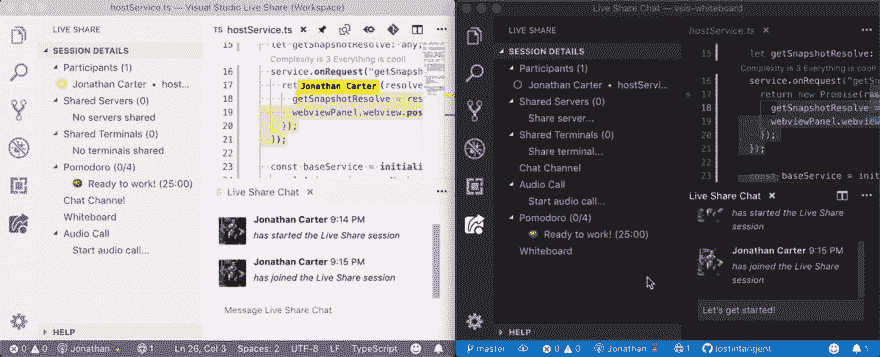 hostService.ts — Visual Studio Live Share (Workspace)
LIVE SHARE
SESSION DETAILS
Participants (1)
Jonathan Carter • host...
Shared Servers (0)
No servers shared
Shared Terminals (0)
No terminals shared
Pomodoro (0/4)
Ready to work! (25:00)
Chat Channel
Whiteboard
Audio Call
Start audio call...
HELP
TS hostService.ts
15 let getSnapshotResolve: any;
Complexity is 3 Everything is cool!
16 service.onRequest("getSnaps
17 ret Jonathan Carter (resolve
18 getSnapshotResolve = res
19 webviewPanel.webview.pos
20 });
21 });
22
23 const baseService = initiali
Live Share Chat
Jonathan Carter 9:14 PM
has started the Live Share
session
Jonathan Carter 9:15 PM
has joined the Live Share
session
Message Live Share Chat
0 0 Jonathan 1 Ln 26, Col 3 Spaces: 2 UTF-8 LF TypeScript
Live Share Chat — vsls-whiteboard
LIVE SHARE
SESSION DETAILS
Participants (1)
Jonathan Carter • hostServi...
Shared Servers (0)
Share server...
Shared Terminals (0)
Share terminal...
Chat Channel
Audio Call
Start audio call...
Pomodoro (0/4)
Ready to work! (25:00)
Whiteboard
HELP
hostService.ts
15 let getSnapshotResolve:
Complexity is 3 Everything is cool!
16 service.onRequest("getS
17 return new Promise(re
18 getSnapshotResolve =
19 webviewPanel.webvie
20 });
21 });
22
23 const baseService = ini
Live Share Chat
has started the Live Share
session
Jonathan Carter 9:15 PM
has joined the Live Share
session
Let's get started!
master 0 0 Jonathan 1 lostintangent 1